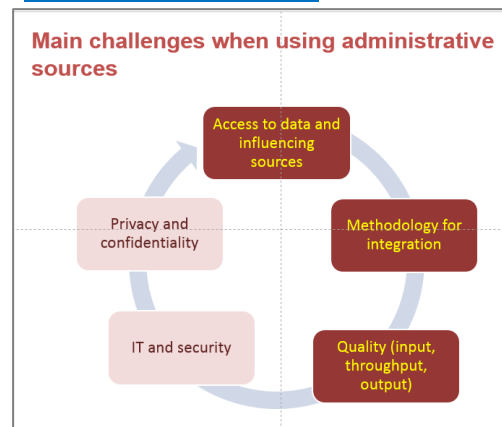 Main challenges when using administrative
sources
Access to data and
influencing
sources
Methodology for
integration
Quality (input,
throughput,
output)
IT and security
Privacy and
confidentiality